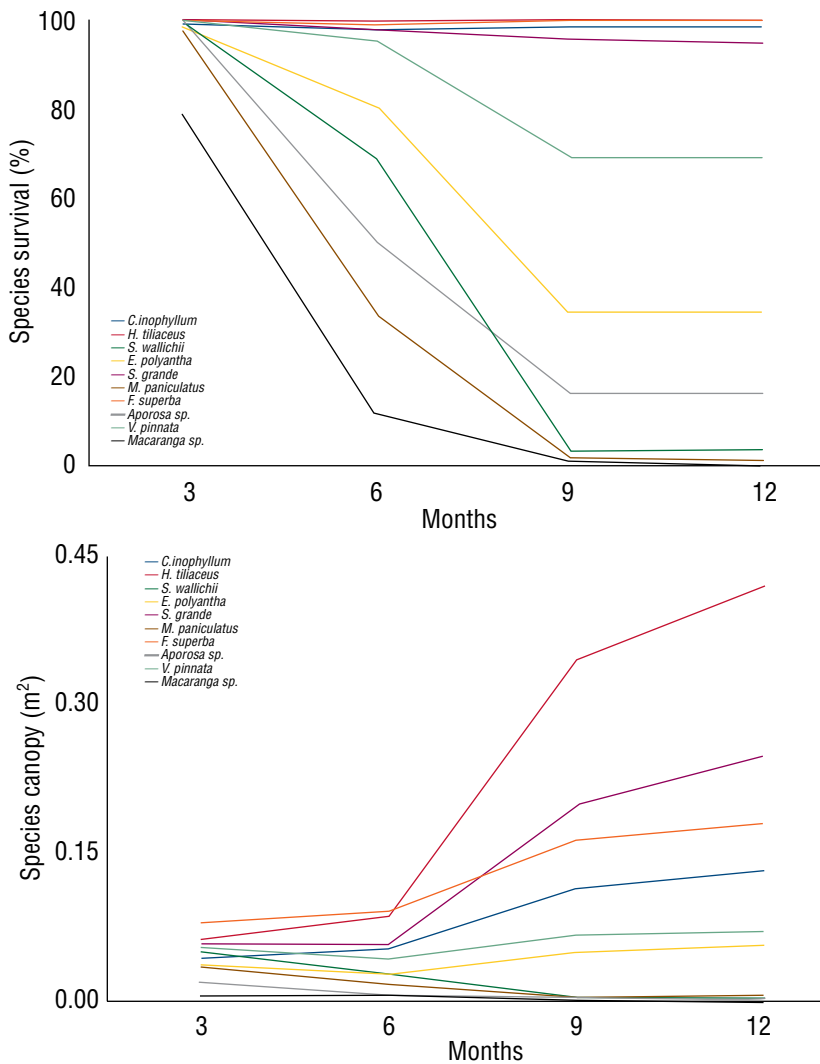 100
80
60
40
20
0
Species survival (%)
C.inophyllum
H. tiliaceus
S. wallichii
E. polyantha
S. grande
M. paniculatus
F. superba
Aporosa sp.
V. pinnata
Macaranga sp.
3 6 9 12
Months
0.45
0.30
0.15
0.00
Species canopy (m²)
C.inophyllum
H. tiliaceus
S. wallichii
E. polyantha
S. grande
M. paniculatus
F. superba
Aporosa sp.
V. pinnata
Macaranga sp.
3 6 9 12
Months